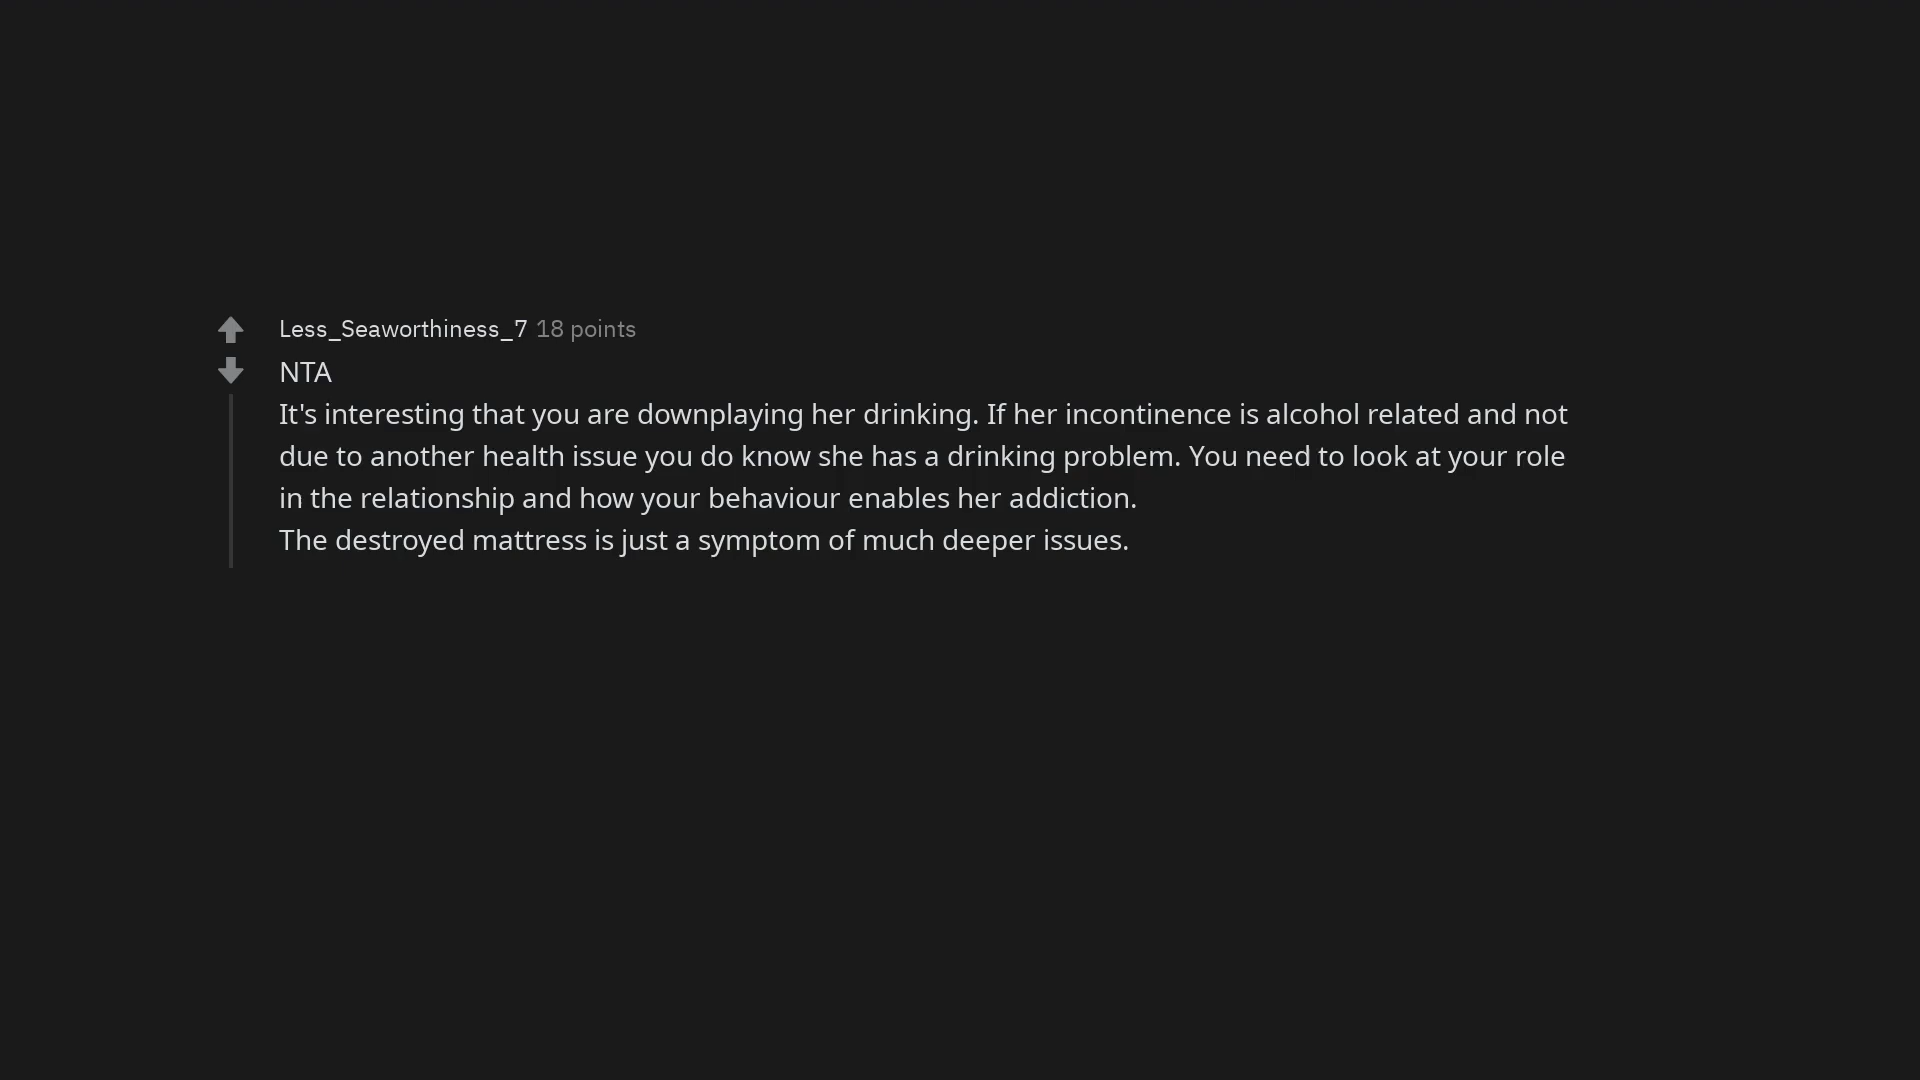 Less_Seaworthiness_7 18 points
NTA
It's interesting that you are downplaying her drinking. If her incontinence is alcohol related and not
due to another health issue you do know she has a drinking problem. You need to look at your role
in the relationship and how your behaviour enables her addiction.
The destroyed mattress is just a symptom of much deeper issues.